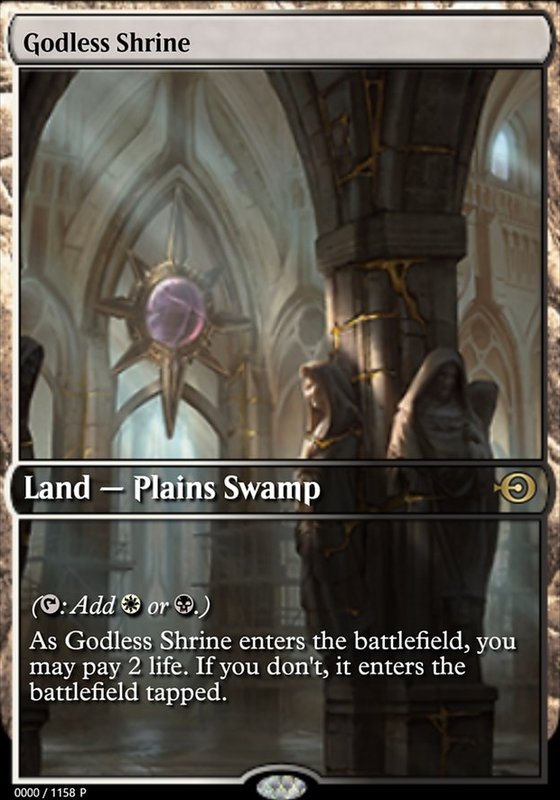 Godless Shrine
Land — Plains Swamp
(: Add or .)
As Godless Shrine enters the battlefield, you
may pay 2 life. If you don't, it enters the
battlefield tapped.
0000 / 1158 P